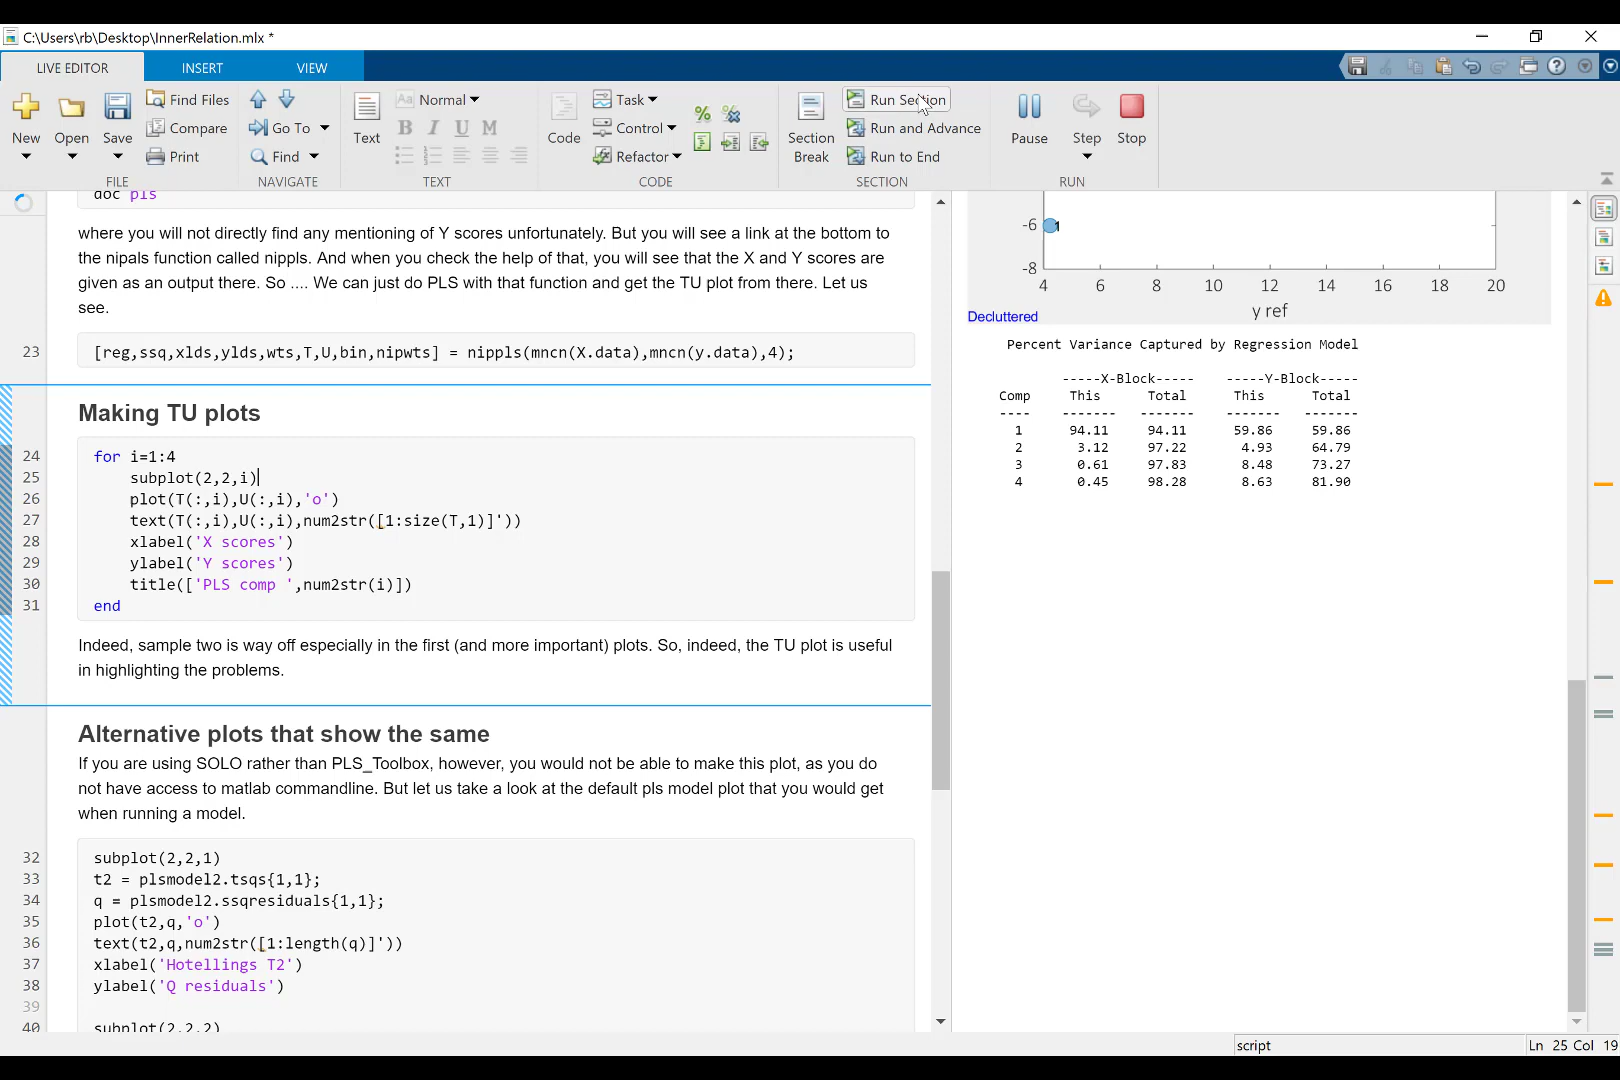 C:\Users\rb\Desktop\InnerRelation.mlx *
LIVE EDITOR
INSERT
VIEW
New
Open
Save
Find Files
Compare
Print
FILE
Go To
Find
NAVIGATE
Text
Aa Normal
B I U M
TEXT
Code
Task
Control
Refactor
CODE
Section
Break
Run Section
Run and Advance
Run to End
SECTION
Pause
Step
Stop
RUN
doc pls
where you will not directly find any mentioning of Y scores unfortunately. But you will see a link at the bottom to
the nipals function called nippls. And when you check the help of that, you will see that the X and Y scores are
given as an output there. So .... We can just do PLS with that function and get the TU plot from there. Let us
see.
23 [reg,ssq,xlds,ylds,wts,T,U,bin,nipwts] = nippls(mncn(X.data),mncn(y.data),4);
Making TU plots
24 for i=1:4
25 subplot(2,2,i)
26 plot(T(:,i),U(:,i),'o')
27 text(T(:,i),U(:,i),num2str([1:size(T,1)]'))
28 xlabel('X scores')
29 ylabel('Y scores')
30 title(['PLS comp ',num2str(i)])
31 end
Indeed, sample two is way off especially in the first (and more important) plots. So, indeed, the TU plot is useful
in highlighting the problems.
Alternative plots that show the same
If you are using SOLO rather than PLS_Toolbox, however, you would not be able to make this plot, as you do
not have access to matlab commandline. But let us take a look at the default pls model plot that you would get
when running a model.
32 subplot(2,2,1)
33 t2 = plsmodel2.tsqs{1,1};
34 q = plsmodel2.ssqresiduals{1,1};
35 plot(t2,q,'o')
36 text(t2,q,num2str([1:length(q)]'))
37 xlabel('Hotellings T2')
38 ylabel('Q residuals')
39
40 subplot(2,2,2)
-6 1
-8
4 6 8 10 12 14 16 18 20
y ref
Decluttered
Percent Variance Captured by Regression Model
-----X-Block----- -----Y-Block-----
Comp This Total This Total
---- ------- ------- ------- -------
1 94.11 94.11 59.86 59.86
2 3.12 97.22 4.93 64.79
3 0.61 97.83 8.48 73.27
4 0.45 98.28 8.63 81.90
script
Ln 25 Col 19